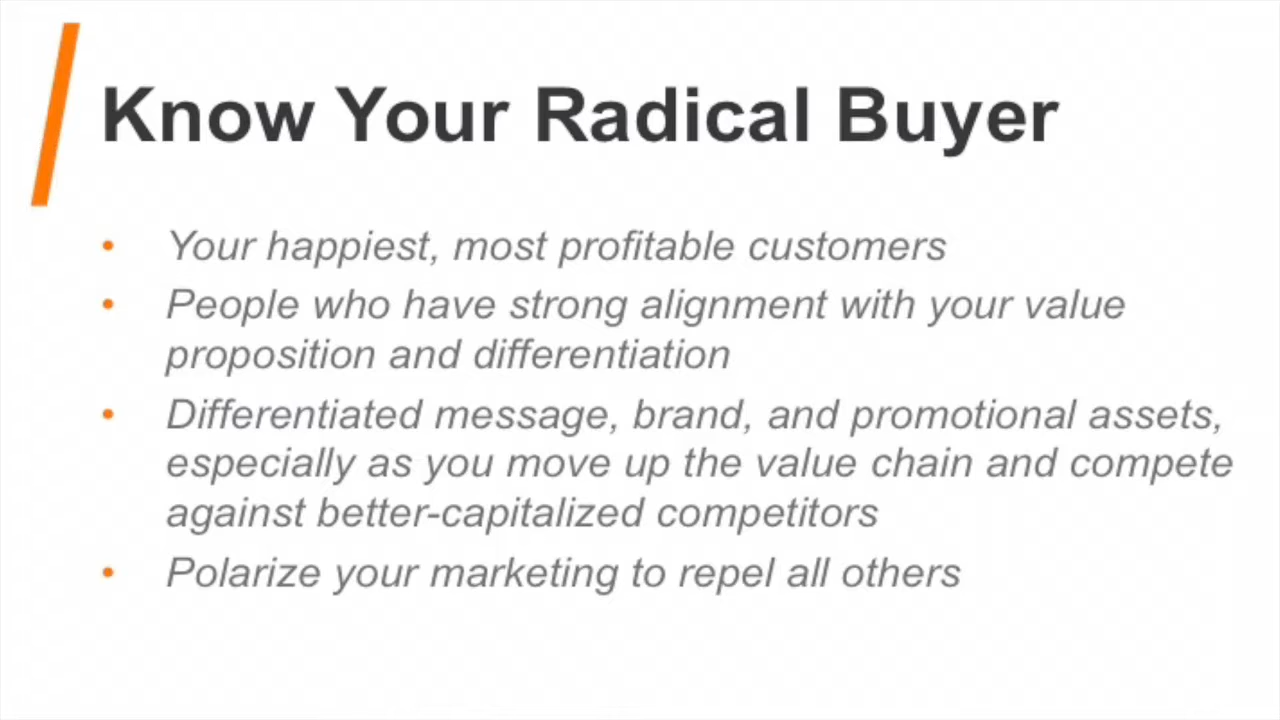 Know Your Radical Buyer
• Your happiest, most profitable customers
• People who have strong alignment with your value
proposition and differentiation
• Differentiated message, brand, and promotional assets,
especially as you move up the value chain and compete
against better-capitalized competitors
• Polarize your marketing to repel all others